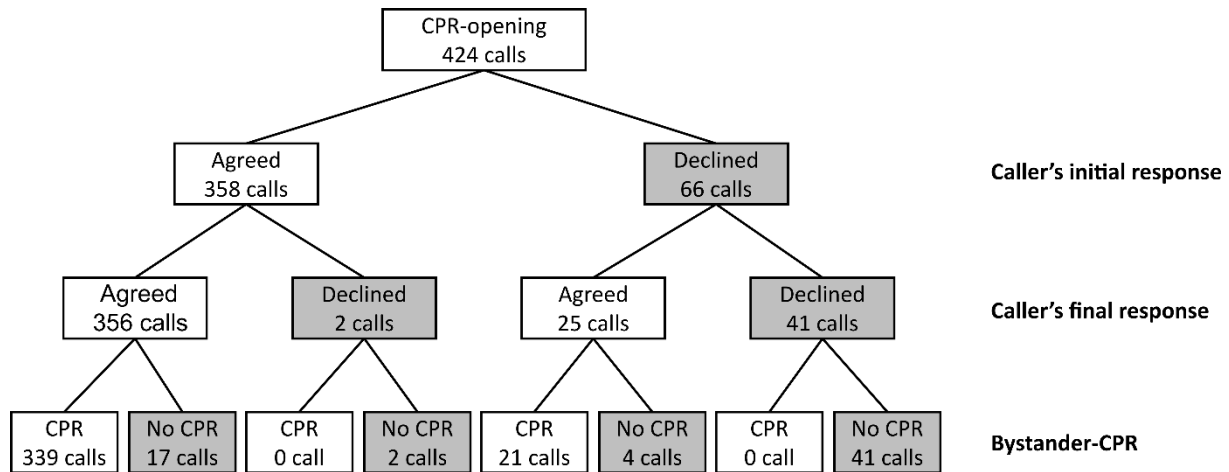 CPR-opening
424 calls
Agreed
358 calls
Declined
66 calls
Caller's initial response
Agreed
356 calls
Declined
2 calls
Agreed
25 calls
Declined
41 calls
Caller's final response
CPR
339 calls
No CPR
17 calls
CPR
0 call
No CPR
2 calls
CPR
21 calls
No CPR
4 calls
CPR
0 call
No CPR
41 calls
Bystander-CPR